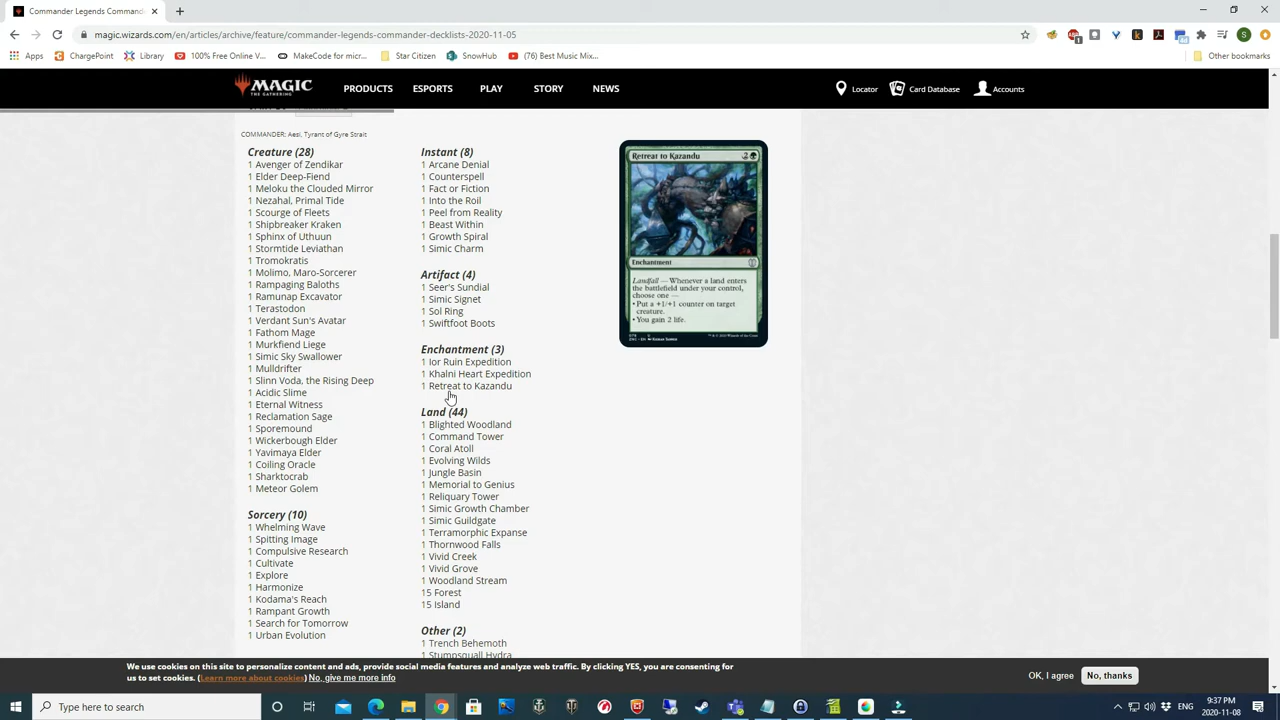 Commander Legends Command
magic.wizards.com/en/articles/archive/feature/commander-legends-commander-decklists-2020-11-05
Apps
ChargePoint
Library
100% Free Online V...
MakeCode for micr...
Star Citizen
SnowHub
(76) Best Music Mix...
Other bookmarks
MAGIC
PRODUCTS
ESPORTS
PLAY
STORY
NEWS
Locator
Card Database
Accounts
COMMANDER: Aesi, Tyrant of Gyre Strait
Creature (28)
1 Avenger of Zendikar
1 Elder Deep-Fiend
1 Meloku the Clouded Mirror
1 Nezahal, Primal Tide
1 Scourge of Fleets
1 Shipbreaker Kraken
1 Sphinx of Uthuun
1 Stormtide Leviathan
1 Tromokratis
1 Molimo, Maro-Sorcerer
1 Rampaging Baloths
1 Ramunap Excavator
1 Terastodon
1 Verdant Sun's Avatar
1 Fathom Mage
1 Murkfiend Liege
1 Simic Sky Swallower
1 Mulldrifter
1 Slinn Voda, the Rising Deep
1 Acidic Slime
1 Eternal Witness
1 Reclamation Sage
1 Sporemound
1 Wickerbough Elder
1 Yavimaya Elder
1 Coiling Oracle
1 Sharktocrab
1 Meteor Golem
Sorcery (10)
1 Whelming Wave
1 Spitting Image
1 Compulsive Research
1 Cultivate
1 Explore
1 Harmonize
1 Kodama's Reach
1 Rampant Growth
1 Search for Tomorrow
1 Urban Evolution
Instant (8)
1 Arcane Denial
1 Counterspell
1 Fact or Fiction
1 Into the Roil
1 Peel from Reality
1 Beast Within
1 Growth Spiral
1 Simic Charm
Artifact (4)
1 Seer's Sundial
1 Simic Signet
1 Sol Ring
1 Swiftfoot Boots
Enchantment (3)
1 Ior Ruin Expedition
1 Khalni Heart Expedition
1 Retreat to Kazandu
Land (44)
1 Blighted Woodland
1 Command Tower
1 Coral Atoll
1 Evolving Wilds
1 Jungle Basin
1 Memorial to Genius
1 Reliquary Tower
1 Simic Growth Chamber
1 Simic Guildgate
1 Terramorphic Expanse
1 Thornwood Falls
1 Vivid Creek
1 Vivid Grove
1 Woodland Stream
15 Forest
15 Island
Other (2)
1 Trench Behemoth
1 Stumpsquall Hydra
Retreat to Kazandu
2
Enchantment
Landfall — Whenever a land enters
the battlefield under your control,
choose one —
• Put a +1/+1 counter on target
creature.
• You gain 2 life.
We use cookies on this site to personalize content and ads, provide social media features and analyze web traffic. By clicking YES, you are consenting for
us to set cookies. (Learn more about cookies) No, give me more info
OK, I agree
No, thanks
Type here to search
9:37 PM
2020-11-08